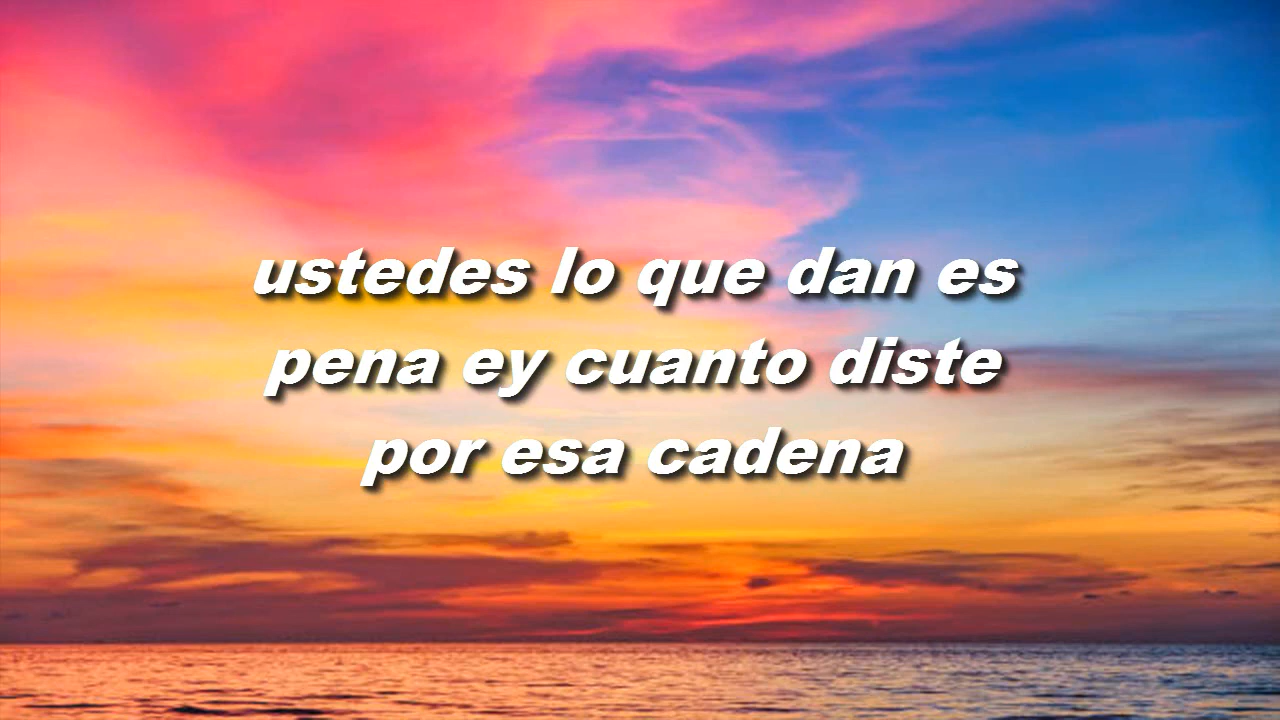 ustedes lo que dan es
pena ey cuanto diste
por esa cadena